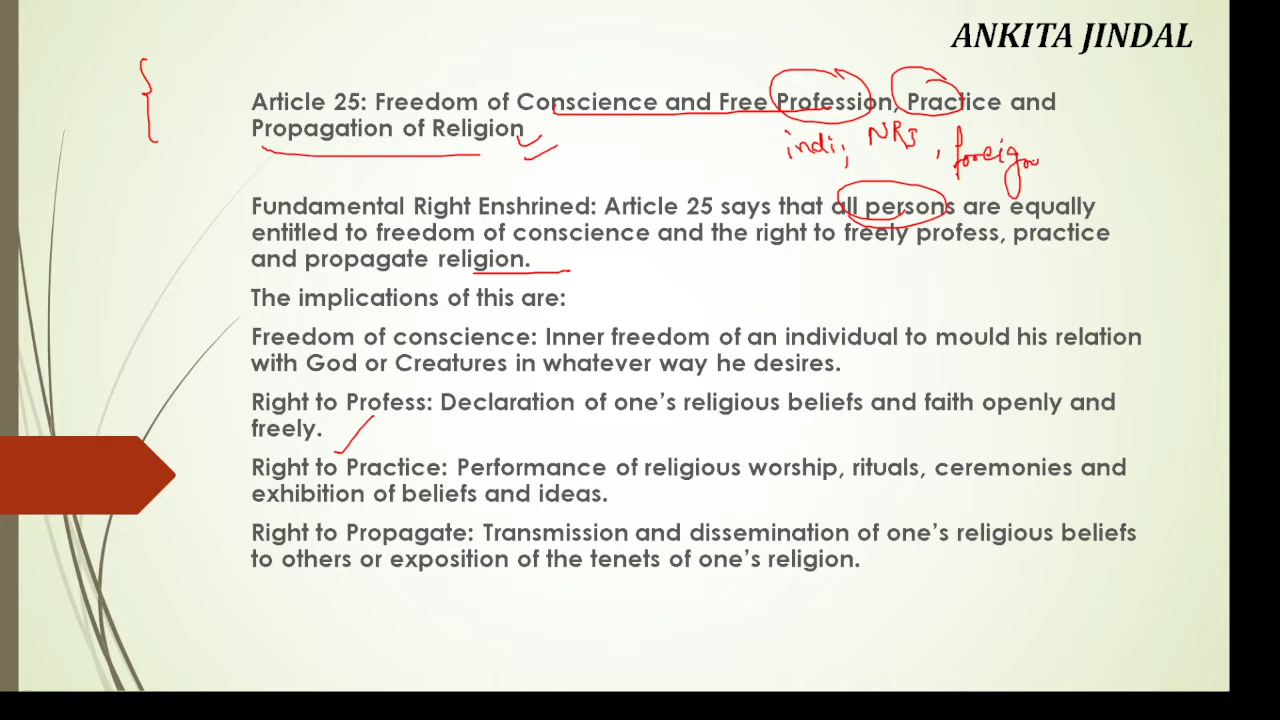 ANKITA JINDAL
Article 25: Freedom of Conscience and Free Profession, Practice and
Propagation of Religion
indi, NRI, foreign
Fundamental Right Enshrined: Article 25 says that all persons are equally
entitled to freedom of conscience and the right to freely profess, practice
and propagate religion.
The implications of this are:
Freedom of conscience: Inner freedom of an individual to mould his relation
with God or Creatures in whatever way he desires.
Right to Profess: Declaration of one’s religious beliefs and faith openly and
freely.
Right to Practice: Performance of religious worship, rituals, ceremonies and
exhibition of beliefs and ideas.
Right to Propagate: Transmission and dissemination of one’s religious beliefs
to others or exposition of the tenets of one’s religion.